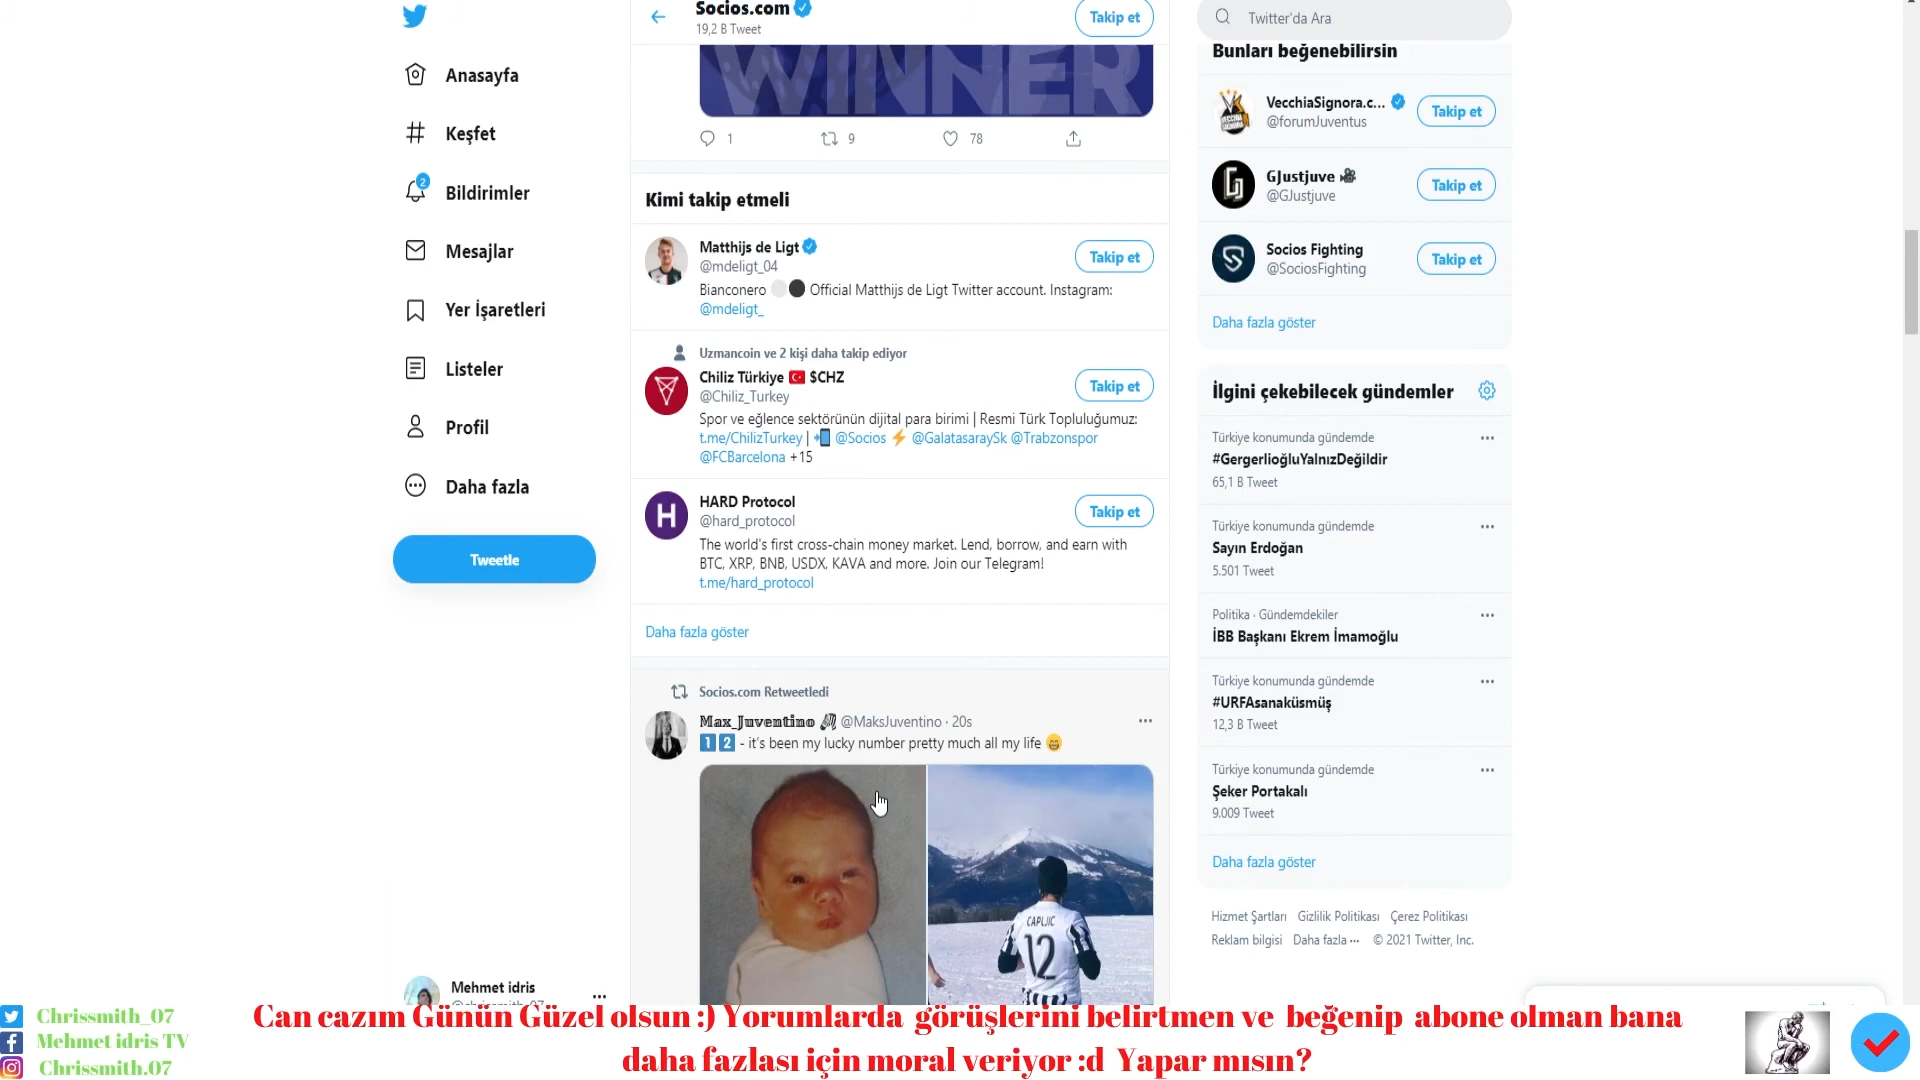 Anasayfa
Keşfet
2
Bildirimler
Mesajlar
Yer İşaretleri
Listeler
Profil
Daha fazla
Tweetle
Mehmet idris
Socios.com
19,2 B Tweet
Takip et
WINNER
1
9
78
Kimi takip etmeli
Matthijs de Ligt
@mdeligt_04
Takip et
Bianconero ⚪⚫ Official Matthijs de Ligt Twitter account. Instagram:
@mdeligt_
Uzmancoin ve 2 kişi daha takip ediyor
Chiliz Türkiye 🇹🇷 $CHZ
@Chiliz_Turkey
Takip et
Spor ve eğlence sektörünün dijital para birimi | Resmi Türk Topluluğumuz:
t.me/ChilizTurkey | 📲 @Socios ⚡ @GalatasaraySk @Trabzonspor
@FCBarcelona +15
HARD Protocol
@hard_protocol
Takip et
The world's first cross-chain money market. Lend, borrow, and earn with
BTC, XRP, BNB, USDX, KAVA and more. Join our Telegram!
t.me/hard_protocol
Daha fazla göster
Socios.com Retweetledi
𝕄𝕒𝕩_𝕁𝕦𝕧𝕖𝕟𝕥𝕚𝕟𝕠 @MaksJuventino · 20s
1️⃣2️⃣ - it's been my lucky number pretty much all my life 😁
CAPLJIC
12
Twitter'da Ara
Bunları beğenebilirsin
VecchiaSignora.c...
@forumJuventus
Takip et
GJustjuve 🎥
@GJustjuve
Takip et
Socios Fighting
@SociosFighting
Takip et
Daha fazla göster
İlgini çekebilecek gündemler
Türkiye konumunda gündemde
#GergerlioğluYalnızDeğildir
65,1 B Tweet
Türkiye konumunda gündemde
Sayın Erdoğan
5.501 Tweet
Politika · Gündemdekiler
İBB Başkanı Ekrem İmamoğlu
Türkiye konumunda gündemde
#URFAsanaküsmüş
12,3 B Tweet
Türkiye konumunda gündemde
Şeker Portakalı
9.009 Tweet
Daha fazla göster
Hizmet Şartları Gizlilik Politikası Çerez Politikası
Reklam bilgisi Daha fazla ··· © 2021 Twitter, Inc.
Chrissmith_07
Mehmet idris TV
Chrissmith.07
Can cazım Günün Güzel olsun :) Yorumlarda görüşlerini belirtmen ve beğenip abone olman bana
daha fazlası için moral veriyor :d Yapar mısın?